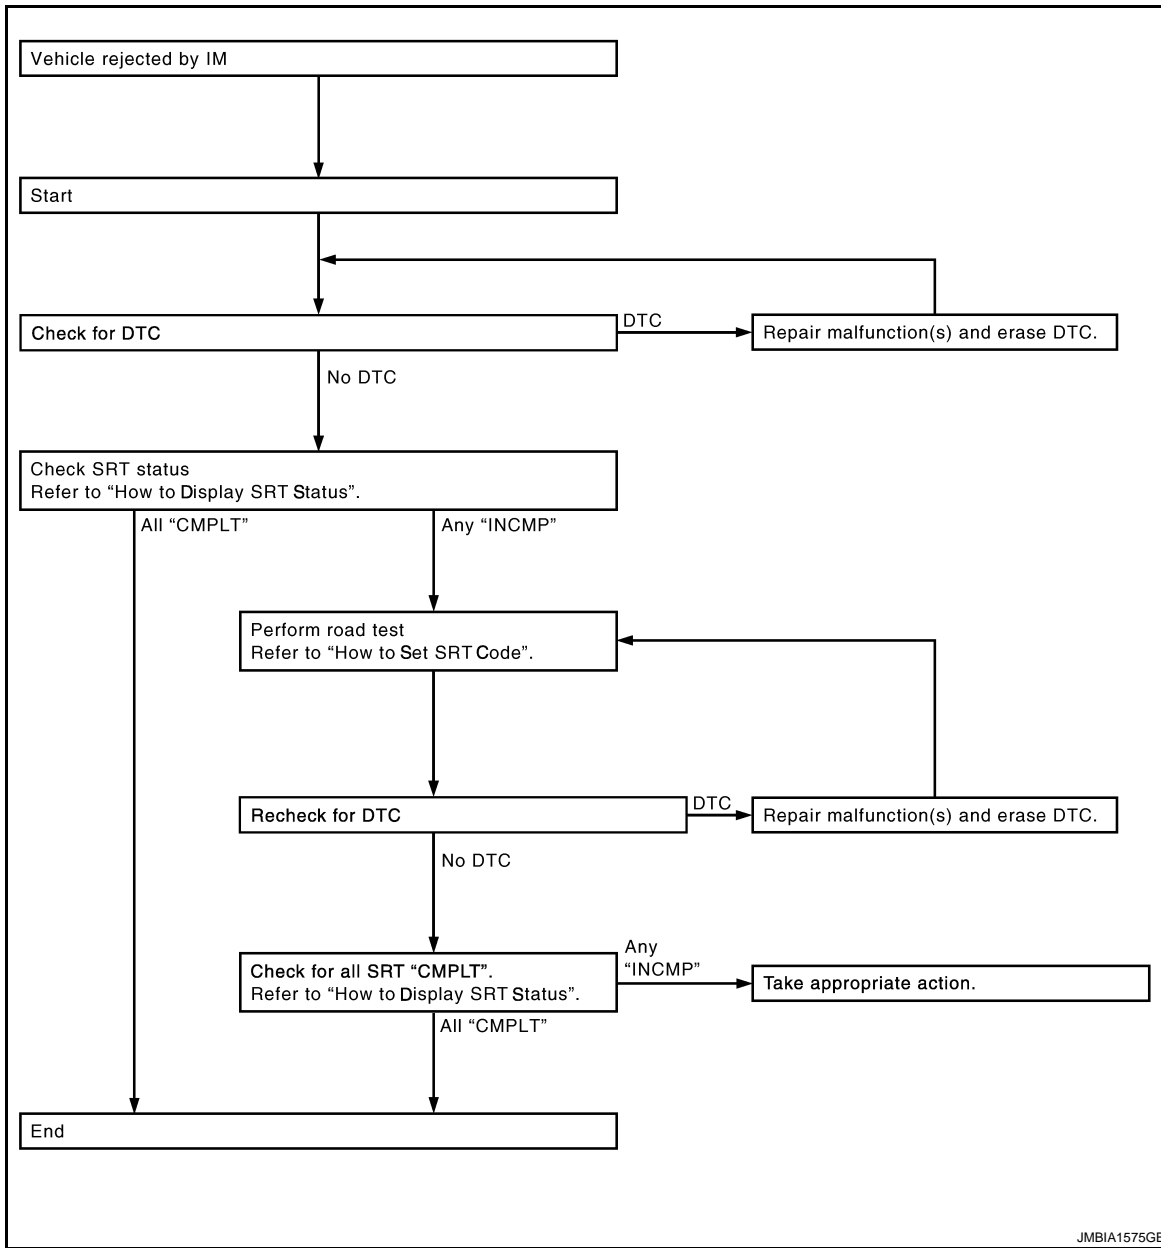 Vehicle rejected by IM
Start
Check for DTC
DTC
Repair malfunction(s) and erase DTC.
No DTC
Check SRT status
Refer to “How to Display SRT Status”.
All “CMPLT”
Any “INCMP”
Perform road test
Refer to “How to Set SRT Code”.
Recheck for DTC
DTC
Repair malfunction(s) and erase DTC.
No DTC
Check for all SRT “CMPLT”.
Refer to “How to Display SRT Status”.
Any
“INCMP”
Take appropriate action.
All “CMPLT”
End
JMBIA1575GB